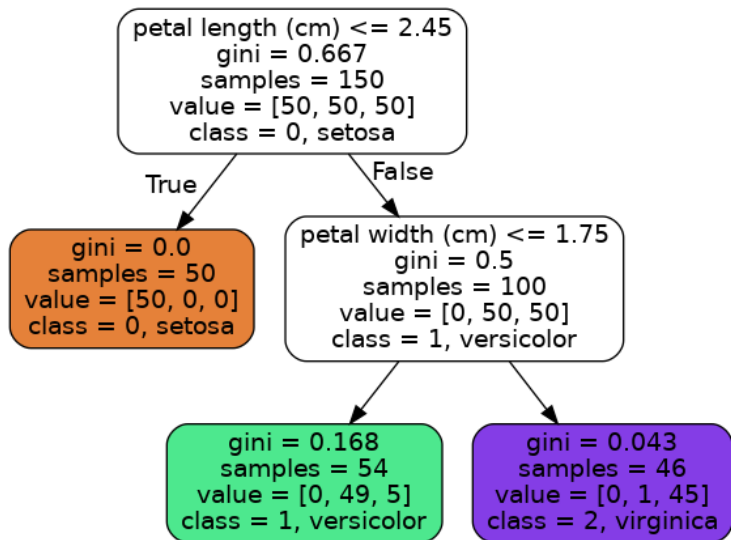 petal length (cm) <= 2.45
gini = 0.667
samples = 150
value = [50, 50, 50]
class = 0, setosa
True
False
gini = 0.0
samples = 50
value = [50, 0, 0]
class = 0, setosa
petal width (cm) <= 1.75
gini = 0.5
samples = 100
value = [0, 50, 50]
class = 1, versicolor
gini = 0.168
samples = 54
value = [0, 49, 5]
class = 1, versicolor
gini = 0.043
samples = 46
value = [0, 1, 45]
class = 2, virginica